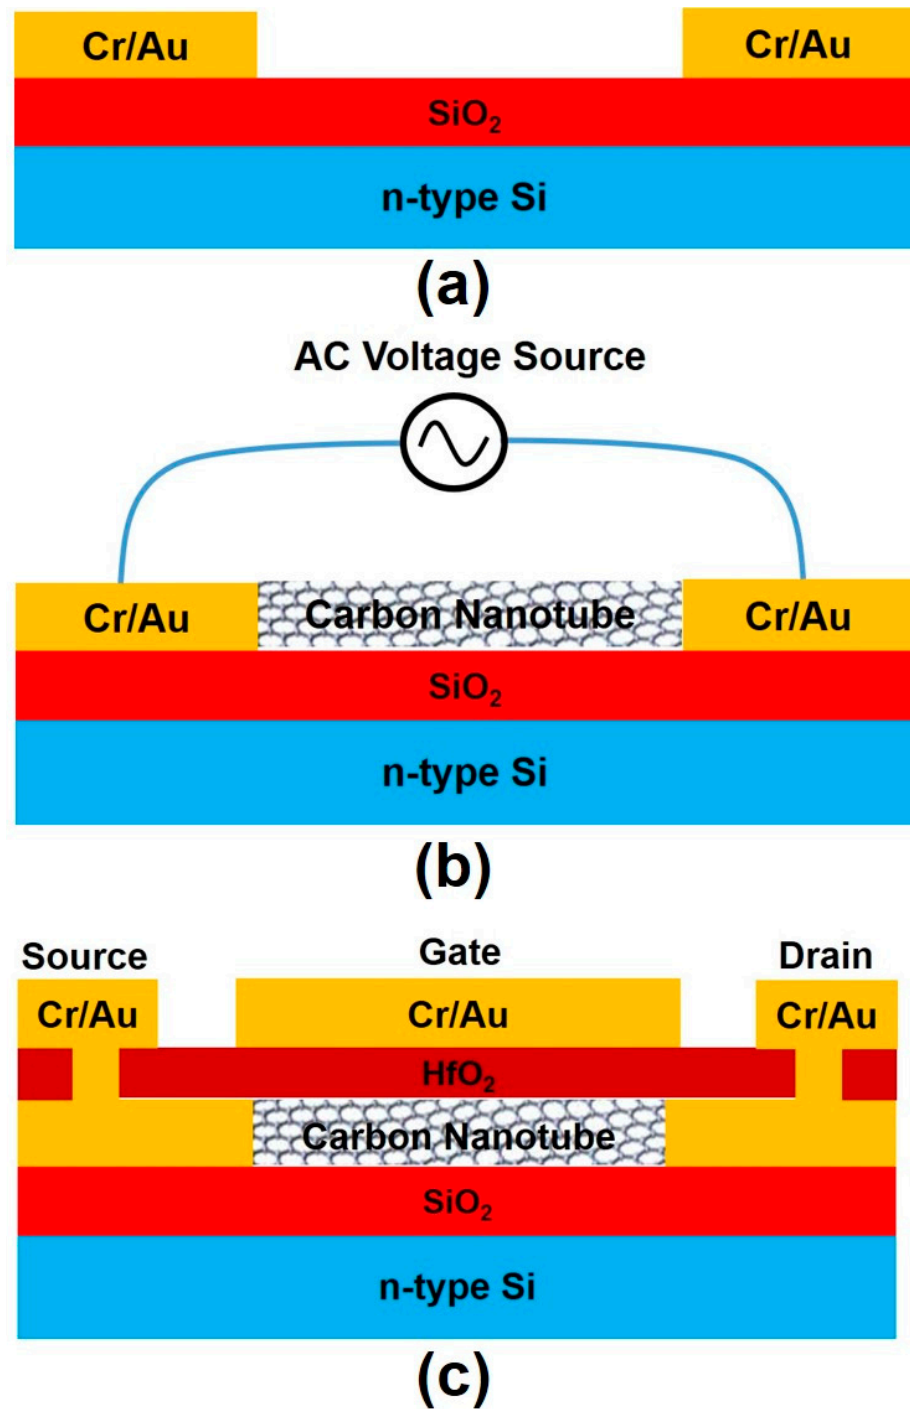 Cr/Au
Cr/Au
SiO₂
n-type Si
(a)
AC Voltage Source
Cr/Au
Carbon Nanotube
Cr/Au
SiO₂
n-type Si
(b)
Source
Gate
Drain
Cr/Au
Cr/Au
Cr/Au
HfO₂
Carbon Nanotube
SiO₂
n-type Si
(c)